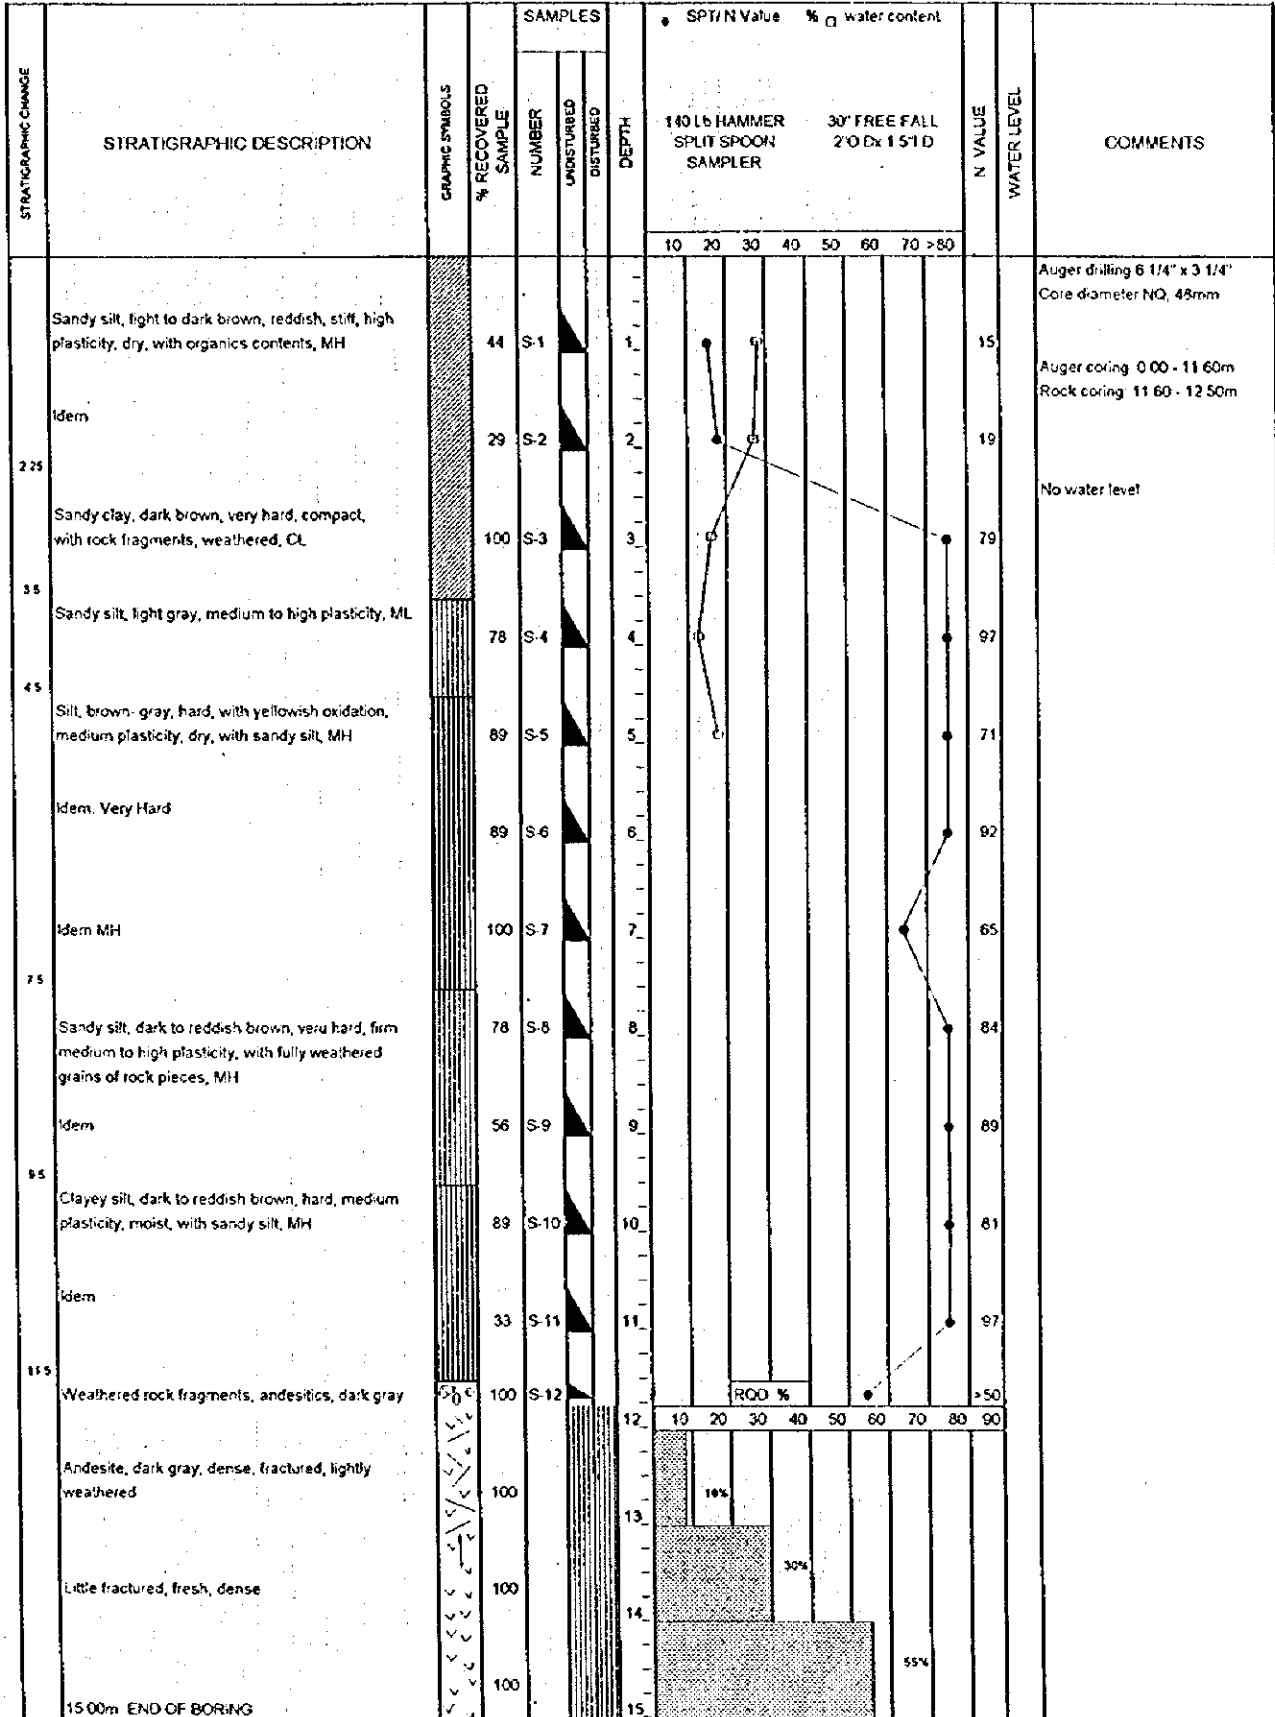 SAMPLES
SPT/ N Value % water content
STRATIGRAPHIC CHANGE
STRATIGRAPHIC DESCRIPTION
GRAPHIC SYMBOLS
% RECOVERED SAMPLE
NUMBER
UNDISTURBED
DISTURBED
DEPTH
140 Lb HAMMER 30" FREE FALL
SPLIT SPOON 2"O Dx 1 5"I D
SAMPLER
N VALUE
WATER LEVEL
COMMENTS
10 20 30 40 50 60 70 >80
Auger drilling 6 1/4" x 3 1/4"
Core diameter NQ, 48mm
Sandy silt, light to dark brown, reddish, stiff, high
plasticity, dry, with organics contents, MH
44 S-1 1 15
Auger coring 0 00 - 11 60m
Rock coring 11 60 - 12 50m
Idem
29 S-2 2 19
2 25
No water level
Sandy clay, dark brown, very hard, compact,
with rock fragments, weathered, CL
100 S-3 3 79
3 5
Sandy silt, light gray, medium to high plasticity, ML
78 S-4 4 97
4 5
Silt, brown- gray, hard, with yellowish oxidation,
medium plasticity, dry, with sandy silt, MH
89 S-5 5 71
Idem. Very Hard
89 S-6 6 92
Idem MH
100 S-7 7 65
7 5
Sandy silt, dark to reddish brown, veru hard, firm
medium to high plasticity, with fully weathered
grains of rock pieces, MH
78 S-8 8 84
Idem
56 S-9 9 89
9 5
Clayey silt, dark to reddish brown, hard, medium
plasticity, moist, with sandy silt, MH
89 S-10 10 81
Idem
33 S-11 11 97
11 5
Weathered rock fragments, andesitics, dark gray
100 S-12 RQD % >50
12 10 20 30 40 50 60 70 80 90
Andesite, dark gray, dense, fractured, lightly
weathered
100 10%
13
Little fractured, fresh, dense
100 30%
14
55%
100
15 00m END OF BORING
15